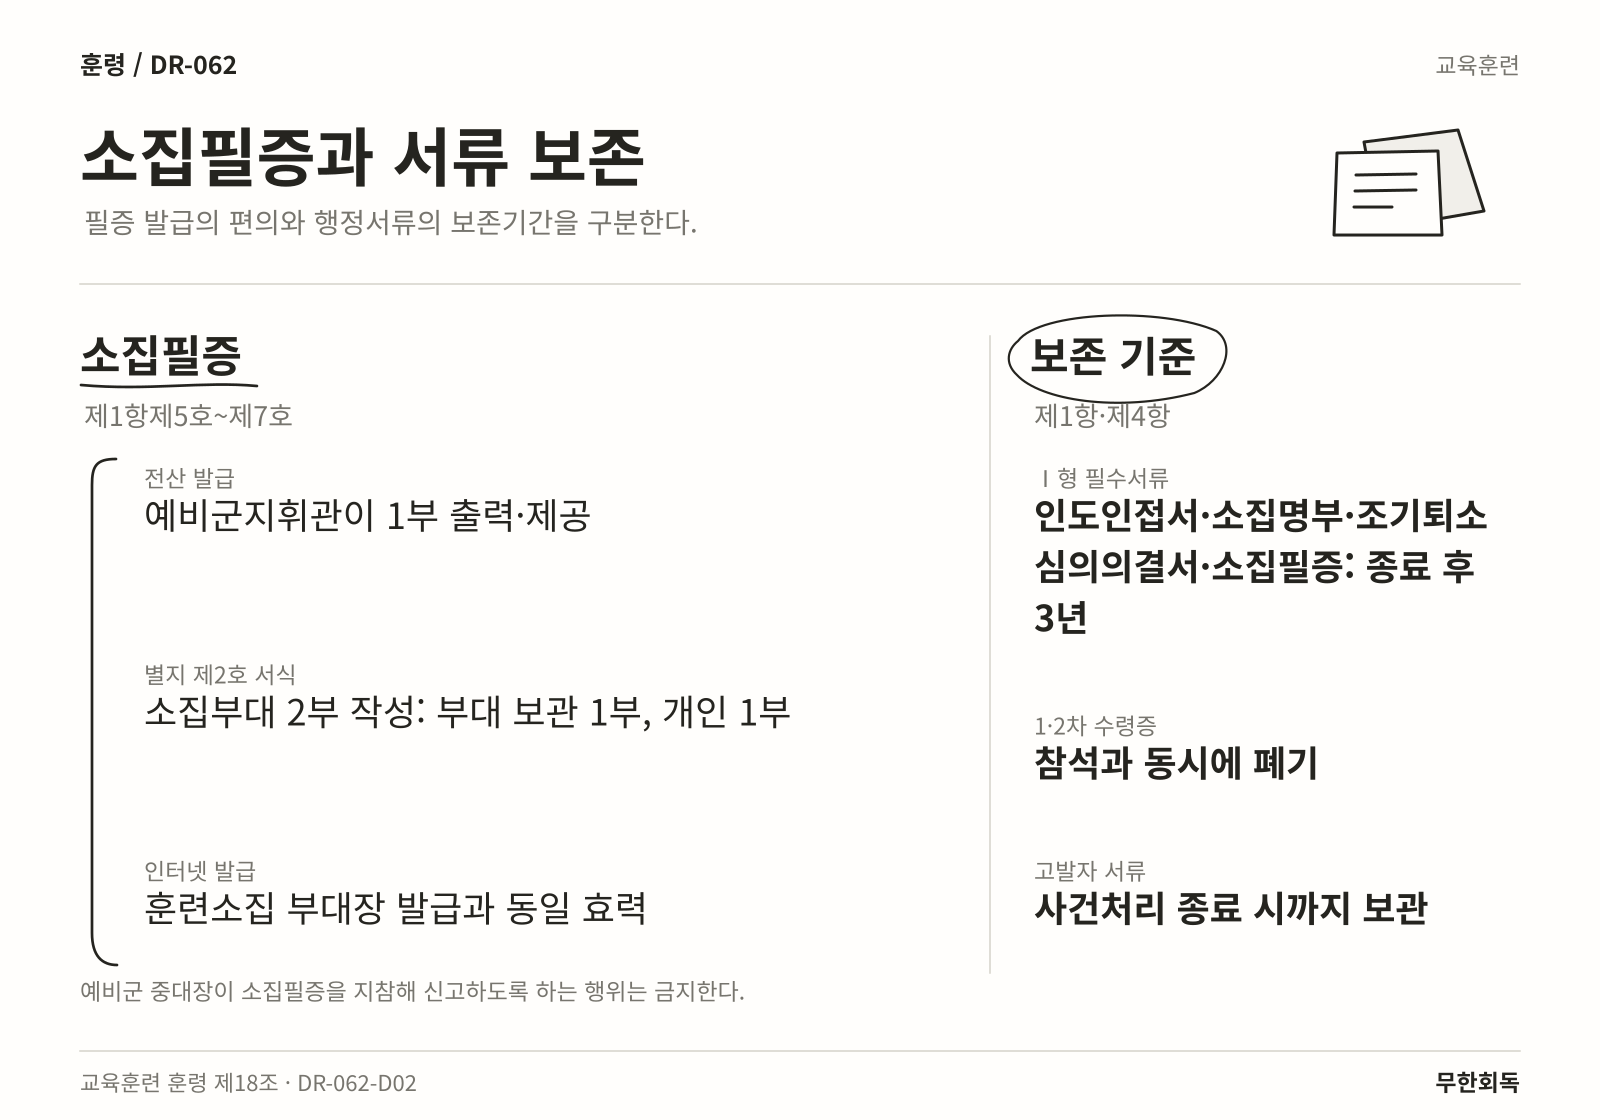 훈령 / DR-062
교육훈련
소집필증과 서류 보존
필증 발급의 편의와 행정서류의 보존기간을 구분한다.
소집필증
제1항제5호~제7호
전산 발급
예비군지휘관이 1부 출력·제공
별지 제2호 서식
소집부대 2부 작성: 부대 보관 1부, 개인 1부
인터넷 발급
훈련소집 부대장 발급과 동일 효력
예비군 중대장이 소집필증을 지참해 신고하도록 하는 행위는 금지한다.
보존 기준
제1항·제4항
Ⅰ형 필수서류
인도인접서·소집명부·조기퇴소
심의의결서·소집필증: 종료 후
3년
1·2차 수령증
참석과 동시에 폐기
고발자 서류
사건처리 종료 시까지 보관
교육훈련 훈령 제18조 · DR-062-D02
무한회독